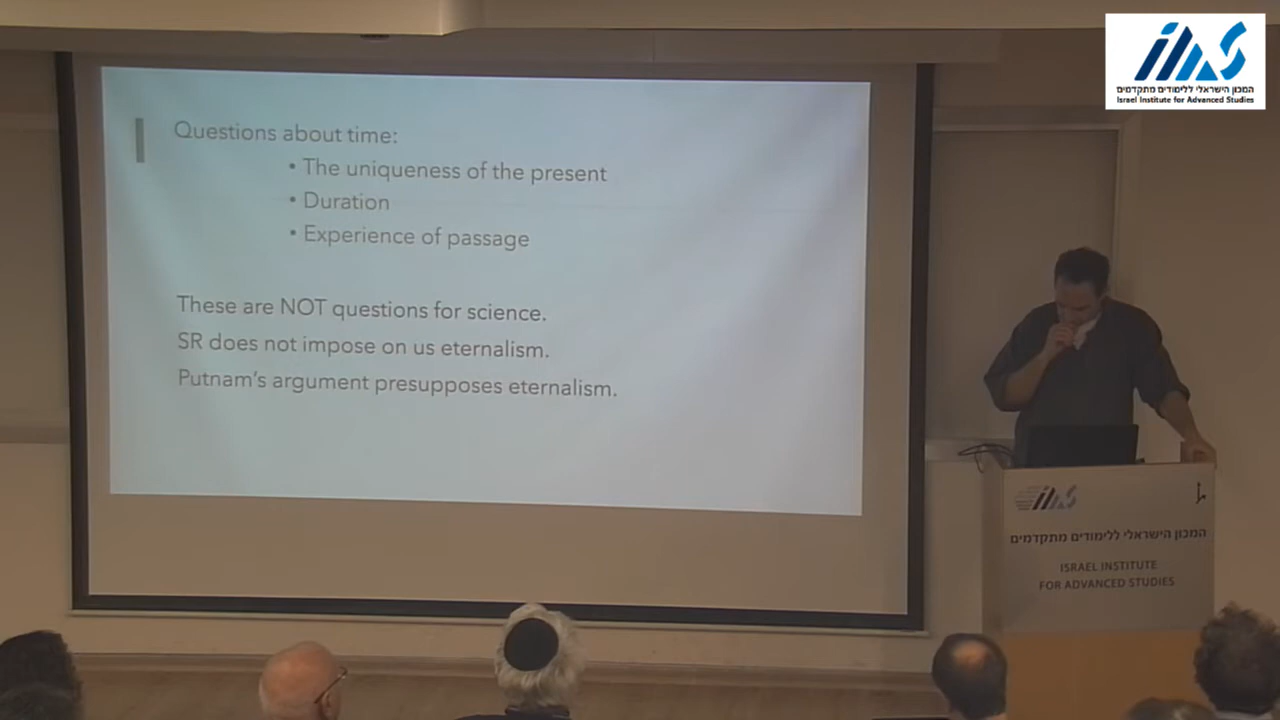 Questions about time:
• The uniqueness of the present
• Duration
• Experience of passage
These are NOT questions for science.
SR does not impose on us eternalism.
Putnam's argument presupposes eternalism.
ias
המכון הישראלי ללימודים מתקדמים
Israel Institute for Advanced Studies
ias
המכון הישראלי ללימודים מתקדמים
ISRAEL INSTITUTE
FOR ADVANCED STUDIES